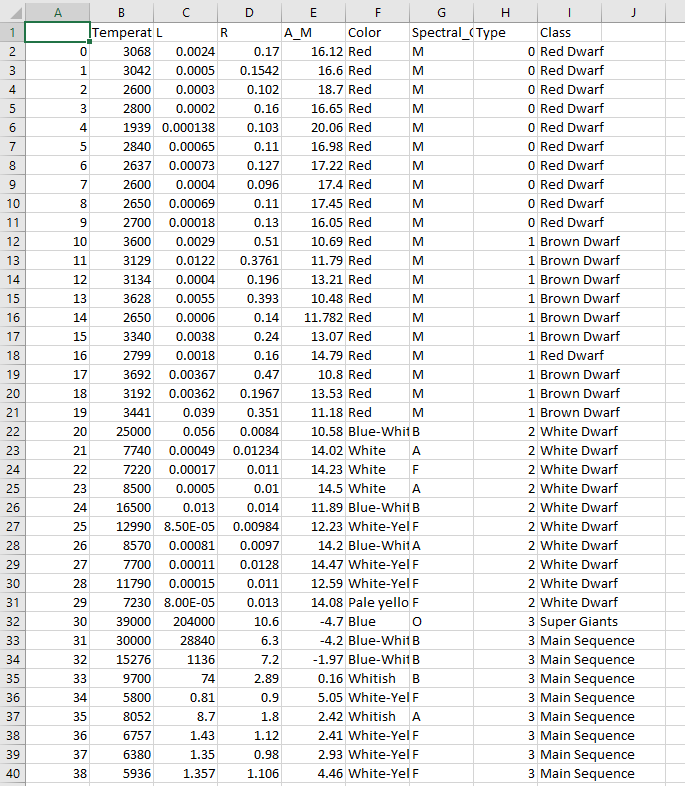 A B C D E F G H I J
1 Temperat L R A_M Color Spectral_( Type Class
2 0 3068 0.0024 0.17 16.12 Red M 0 Red Dwarf
3 1 3042 0.0005 0.1542 16.6 Red M 0 Red Dwarf
4 2 2600 0.0003 0.102 18.7 Red M 0 Red Dwarf
5 3 2800 0.0002 0.16 16.65 Red M 0 Red Dwarf
6 4 1939 0.000138 0.103 20.06 Red M 0 Red Dwarf
7 5 2840 0.00065 0.11 16.98 Red M 0 Red Dwarf
8 6 2637 0.00073 0.127 17.22 Red M 0 Red Dwarf
9 7 2600 0.0004 0.096 17.4 Red M 0 Red Dwarf
10 8 2650 0.00069 0.11 17.45 Red M 0 Red Dwarf
11 9 2700 0.00018 0.13 16.05 Red M 0 Red Dwarf
12 10 3600 0.0029 0.51 10.69 Red M 1 Brown Dwarf
13 11 3129 0.0122 0.3761 11.79 Red M 1 Brown Dwarf
14 12 3134 0.0004 0.196 13.21 Red M 1 Brown Dwarf
15 13 3628 0.0055 0.393 10.48 Red M 1 Brown Dwarf
16 14 2650 0.0006 0.14 11.782 Red M 1 Brown Dwarf
17 15 3340 0.0038 0.24 13.07 Red M 1 Brown Dwarf
18 16 2799 0.0018 0.16 14.79 Red M 1 Red Dwarf
19 17 3692 0.00367 0.47 10.8 Red M 1 Brown Dwarf
20 18 3192 0.00362 0.1967 13.53 Red M 1 Brown Dwarf
21 19 3441 0.039 0.351 11.18 Red M 1 Brown Dwarf
22 20 25000 0.056 0.0084 10.58 Blue-Whit B 2 White Dwarf
23 21 7740 0.00049 0.01234 14.02 White A 2 White Dwarf
24 22 7220 0.00017 0.011 14.23 White F 2 White Dwarf
25 23 8500 0.0005 0.01 14.5 White A 2 White Dwarf
26 24 16500 0.013 0.014 11.89 Blue-Whit B 2 White Dwarf
27 25 12990 8.50E-05 0.00984 12.23 White-Yel F 2 White Dwarf
28 26 8570 0.00081 0.0097 14.2 Blue-Whit A 2 White Dwarf
29 27 7700 0.00011 0.0128 14.47 White-Yel F 2 White Dwarf
30 28 11790 0.00015 0.011 12.59 White-Yel F 2 White Dwarf
31 29 7230 8.00E-05 0.013 14.08 Pale yello F 2 White Dwarf
32 30 39000 204000 10.6 -4.7 Blue O 3 Super Giants
33 31 30000 28840 6.3 -4.2 Blue-Whit B 3 Main Sequence
34 32 15276 1136 7.2 -1.97 Blue-Whit B 3 Main Sequence
35 33 9700 74 2.89 0.16 Whitish B 3 Main Sequence
36 34 5800 0.81 0.9 5.05 White-Yel F 3 Main Sequence
37 35 8052 8.7 1.8 2.42 Whitish A 3 Main Sequence
38 36 6757 1.43 1.12 2.41 White-Yel F 3 Main Sequence
39 37 6380 1.35 0.98 2.93 White-Yel F 3 Main Sequence
40 38 5936 1.357 1.106 4.46 White-Yel F 3 Main Sequence